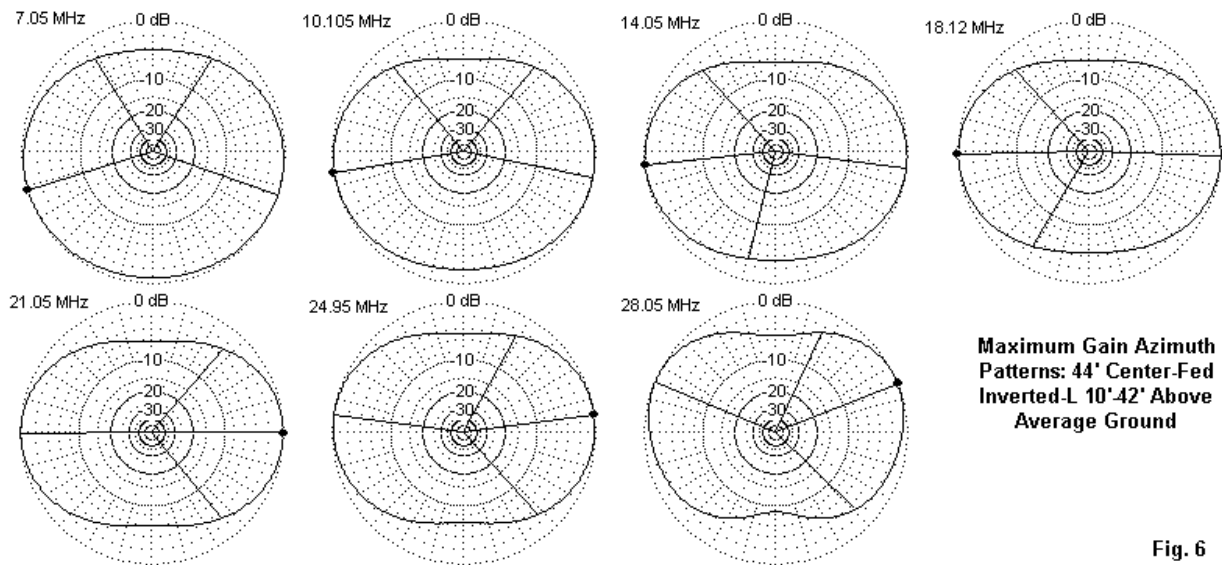 7.05 MHz
0 dB
-10
-20
-30
10.105 MHz
0 dB
-10
-20
-30
14.05 MHz
0 dB
-10
-20
-30
18.12 MHz
0 dB
-10
-20
-30
21.05 MHz
0 dB
-10
-20
-30
24.95 MHz
0 dB
-10
-20
-30
28.05 MHz
0 dB
-10
-20
-30
Maximum Gain Azimuth
Patterns: 44' Center-Fed
Inverted-L 10'-42' Above
Average Ground
Fig. 6